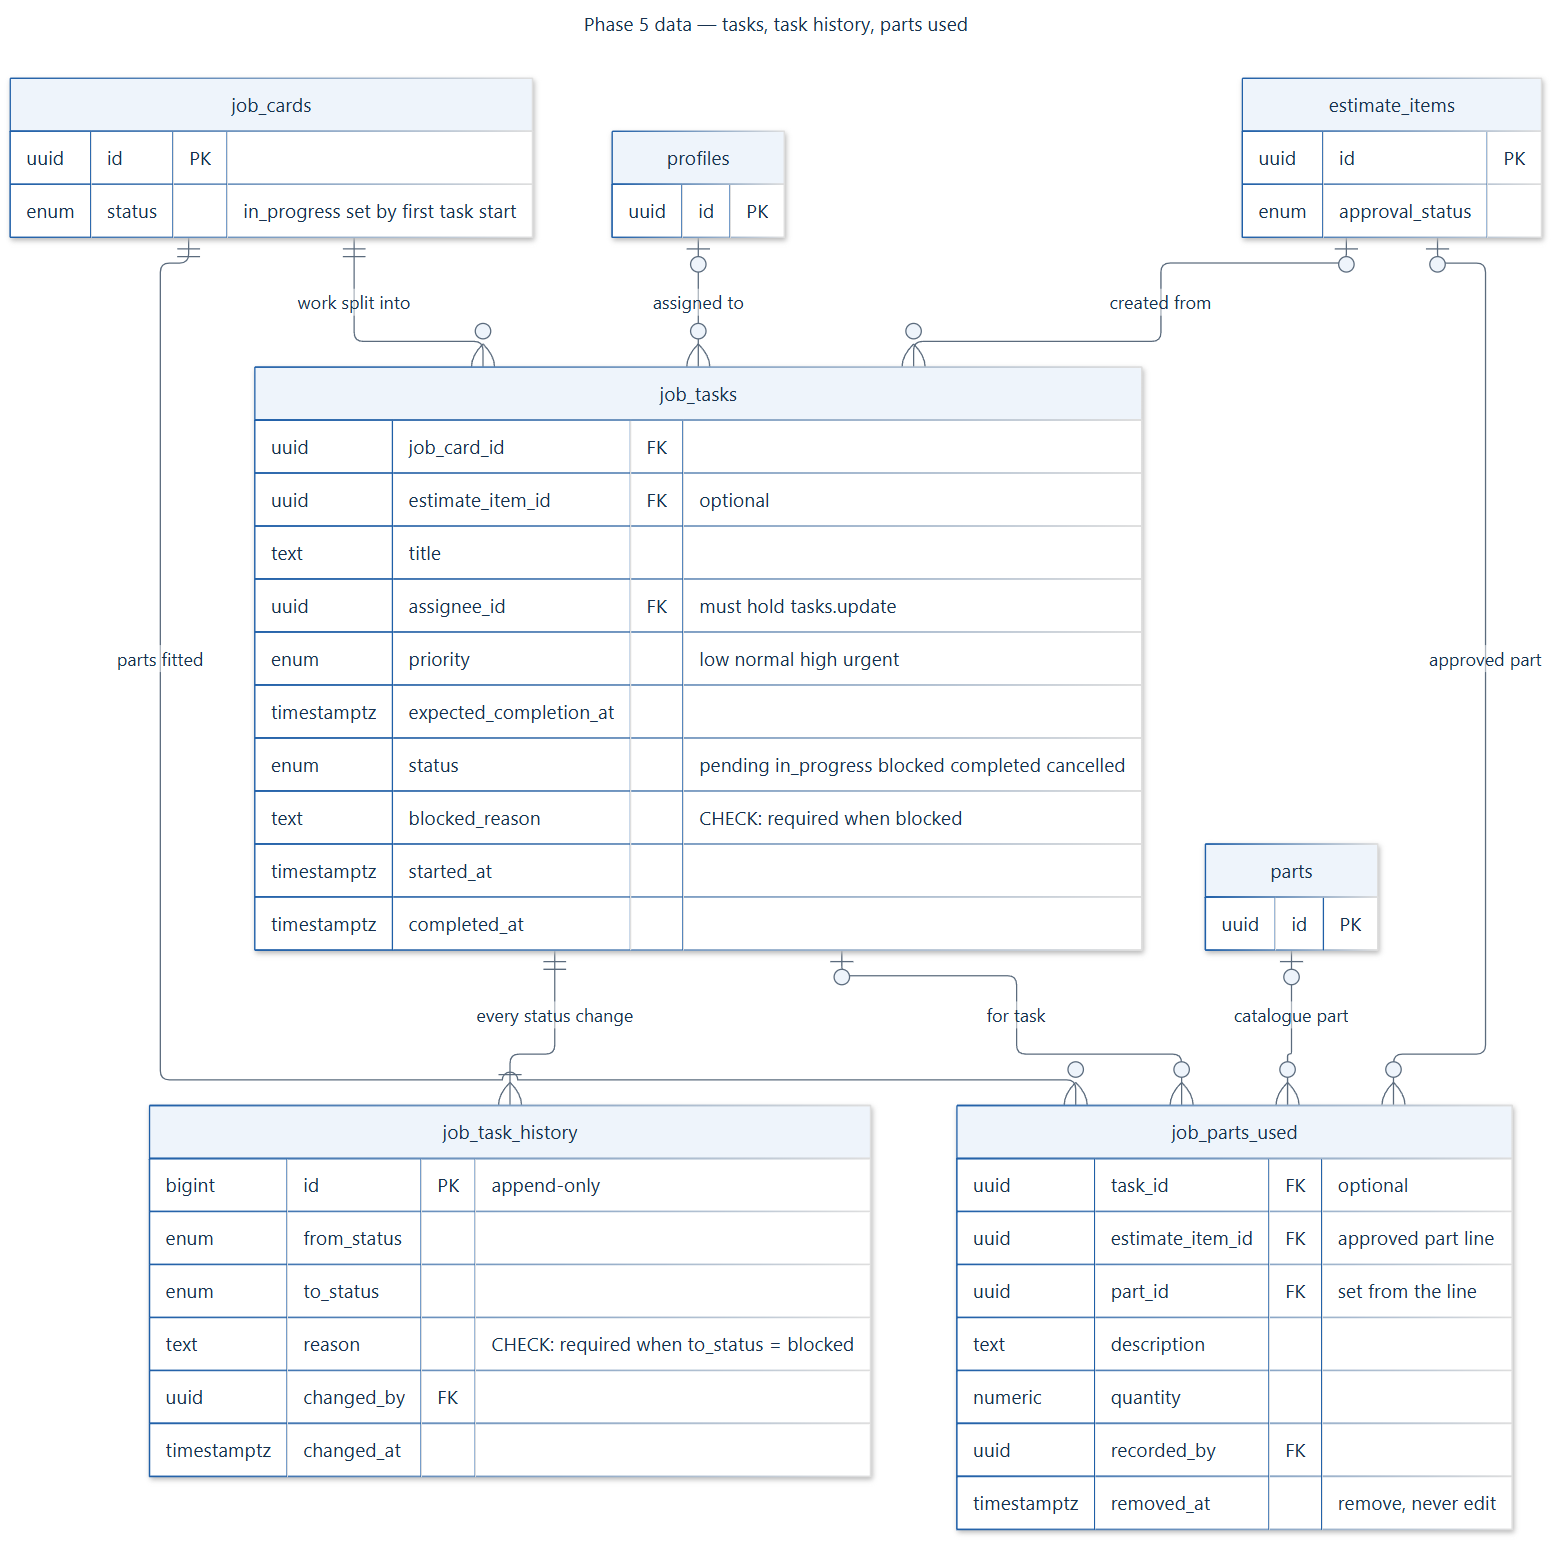 Phase 5 data — tasks, task history, parts used
job_cards
uuid id PK
enum status in_progress set by first task start
profiles
uuid id PK
estimate_items
uuid id PK
enum approval_status
work split into
assigned to
created from
job_tasks
uuid job_card_id FK
uuid estimate_item_id FK optional
text title
uuid assignee_id FK must hold tasks.update
enum priority low normal high urgent
timestamptz expected_completion_at
enum status pending in_progress blocked completed cancelled
text blocked_reason CHECK: required when blocked
timestamptz started_at
timestamptz completed_at
parts fitted
approved part
parts
uuid id PK
every status change
for task
catalogue part
job_task_history
bigint id PK append-only
enum from_status
enum to_status
text reason CHECK: required when to_status = blocked
uuid changed_by FK
timestamptz changed_at
job_parts_used
uuid task_id FK optional
uuid estimate_item_id FK approved part line
uuid part_id FK set from the line
text description
numeric quantity
uuid recorded_by FK
timestamptz removed_at remove, never edit